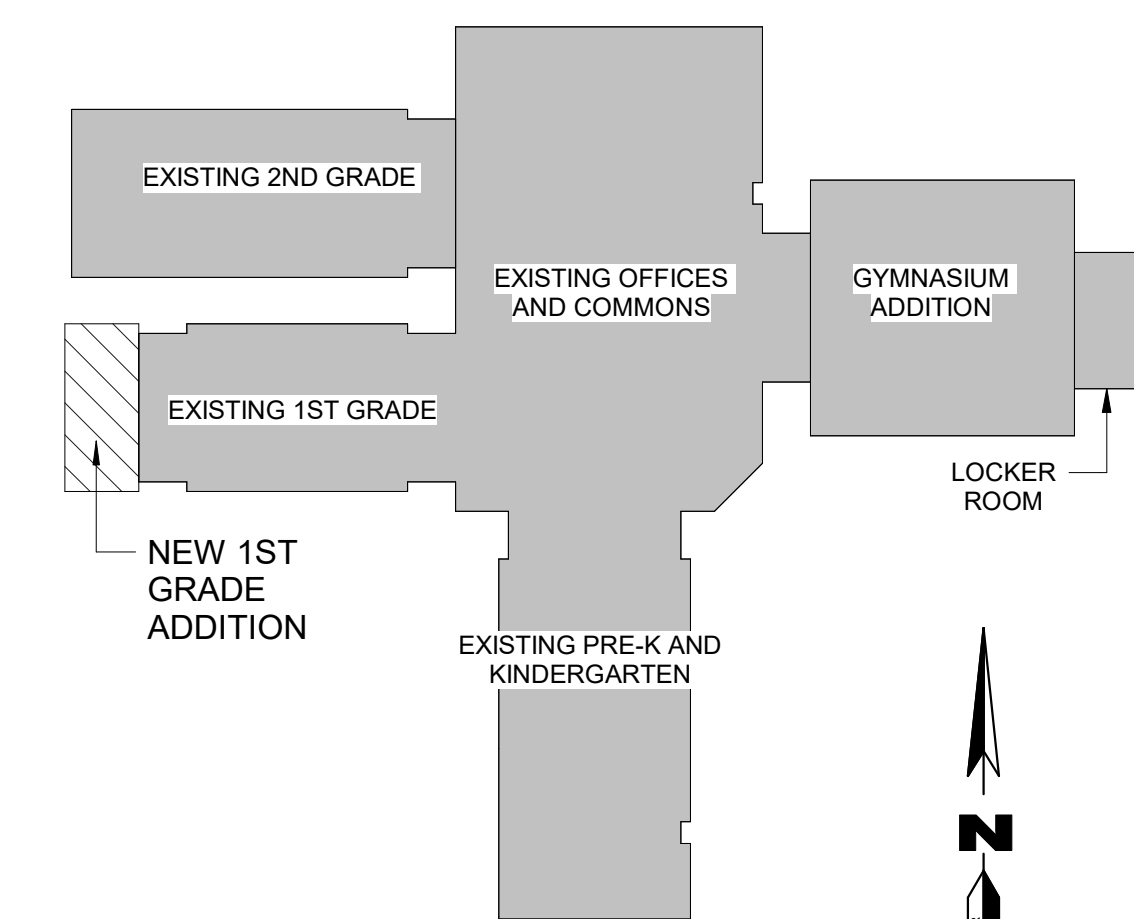 EXISTING 2ND GRADE
EXISTING OFFICES
AND COMMONS
GYMNASIUM
ADDITION
EXISTING 1ST GRADE
LOCKER
ROOM
NEW 1ST
GRADE
ADDITION
EXISTING PRE-K AND
KINDERGARTEN
N